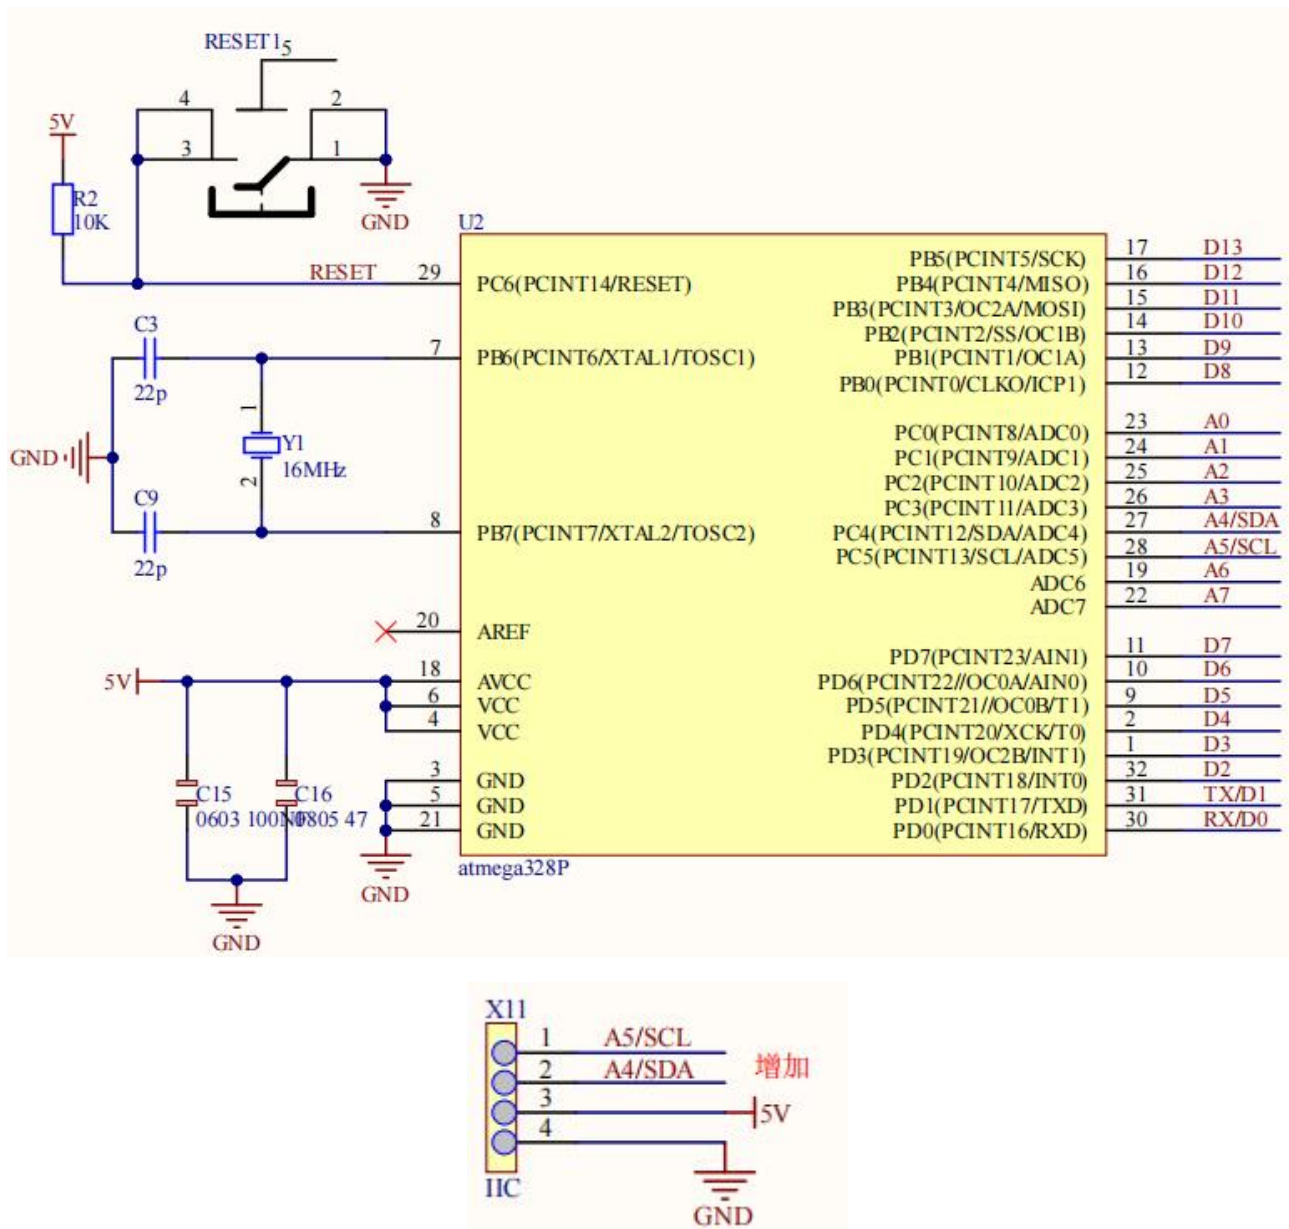 RESET1
5
4
2
5V
3
1
R2
10K
GND
U2
RESET
29
PC6(PCINT14/RESET)
C3
22p
7
PB6(PCINT6/XTAL1/TOSC1)
1
Y1
16MHz
2
GND
C9
22p
8
PB7(PCINT7/XTAL2/TOSC2)
20
AREF
5V
18
AVCC
6
VCC
4
VCC
3
GND
5
GND
21
GND
C15
0603 100NF
C16
0805 47
GND
GND
atmega328P
PB5(PCINT5/SCK) 17 D13
PB4(PCINT4/MISO) 16 D12
PB3(PCINT3/OC2A/MOSI) 15 D11
PB2(PCINT2/SS/OC1B) 14 D10
PB1(PCINT1/OC1A) 13 D9
PB0(PCINT0/CLKO/ICP1) 12 D8
PC0(PCINT8/ADC0) 23 A0
PC1(PCINT9/ADC1) 24 A1
PC2(PCINT10/ADC2) 25 A2
PC3(PCINT11/ADC3) 26 A3
PC4(PCINT12/SDA/ADC4) 27 A4/SDA
PC5(PCINT13/SCL/ADC5) 28 A5/SCL
ADC6 19 A6
ADC7 22 A7
PD7(PCINT23/AIN1) 11 D7
PD6(PCINT22//OC0A/AIN0) 10 D6
PD5(PCINT21//OC0B/T1) 9 D5
PD4(PCINT20/XCK/T0) 2 D4
PD3(PCINT19/OC2B/INT1) 1 D3
PD2(PCINT18/INT0) 32 D2
PD1(PCINT17/TXD) 31 TX/D1
PD0(PCINT16/RXD) 30 RX/D0
X11
1 A5/SCL
2 A4/SDA
增加
3 5V
4
IIC
GND